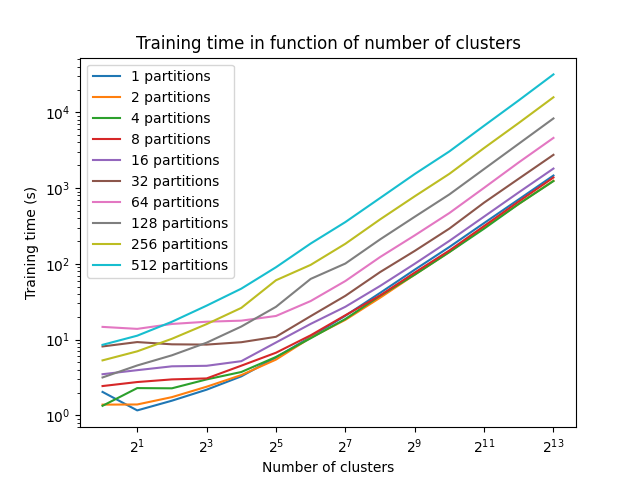 Training time in function of number of clusters
1 partitions
2 partitions
4 partitions
8 partitions
16 partitions
32 partitions
64 partitions
128 partitions
256 partitions
512 partitions
Training time (s)
10⁴
10³
10²
10¹
10⁰
2¹ 2³ 2⁵ 2⁷ 2⁹ 2¹¹ 2¹³
Number of clusters